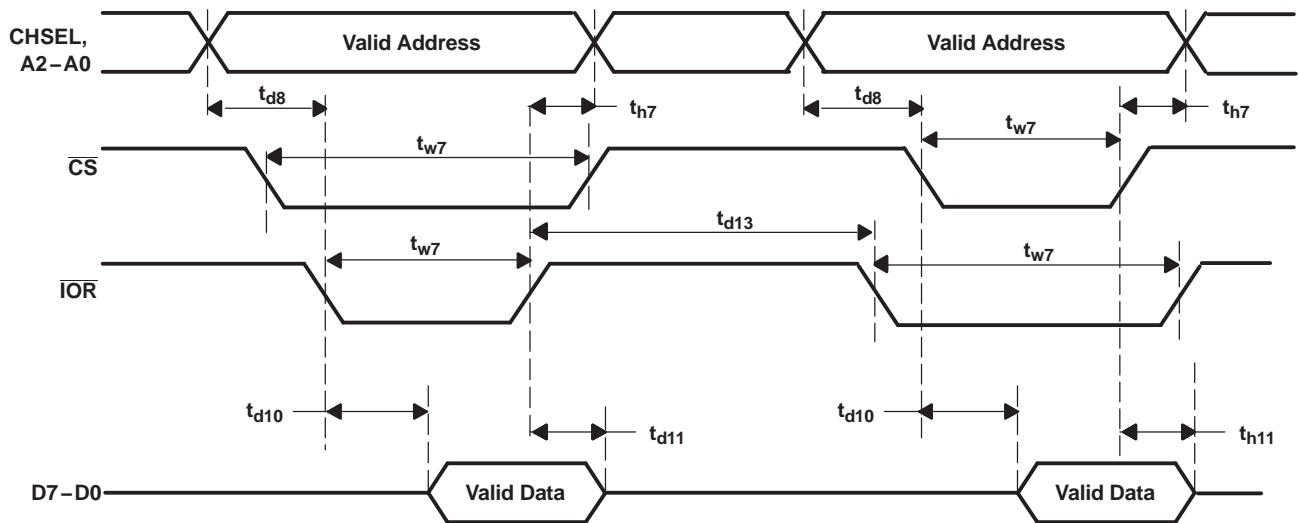 CHSEL,
A2–A0
Valid Address
Valid Address
td8
th7
td8
th7
CS
tw7
tw7
td13
IOR
tw7
tw7
td10
td11
td10
th11
D7–D0
Valid Data
Valid Data